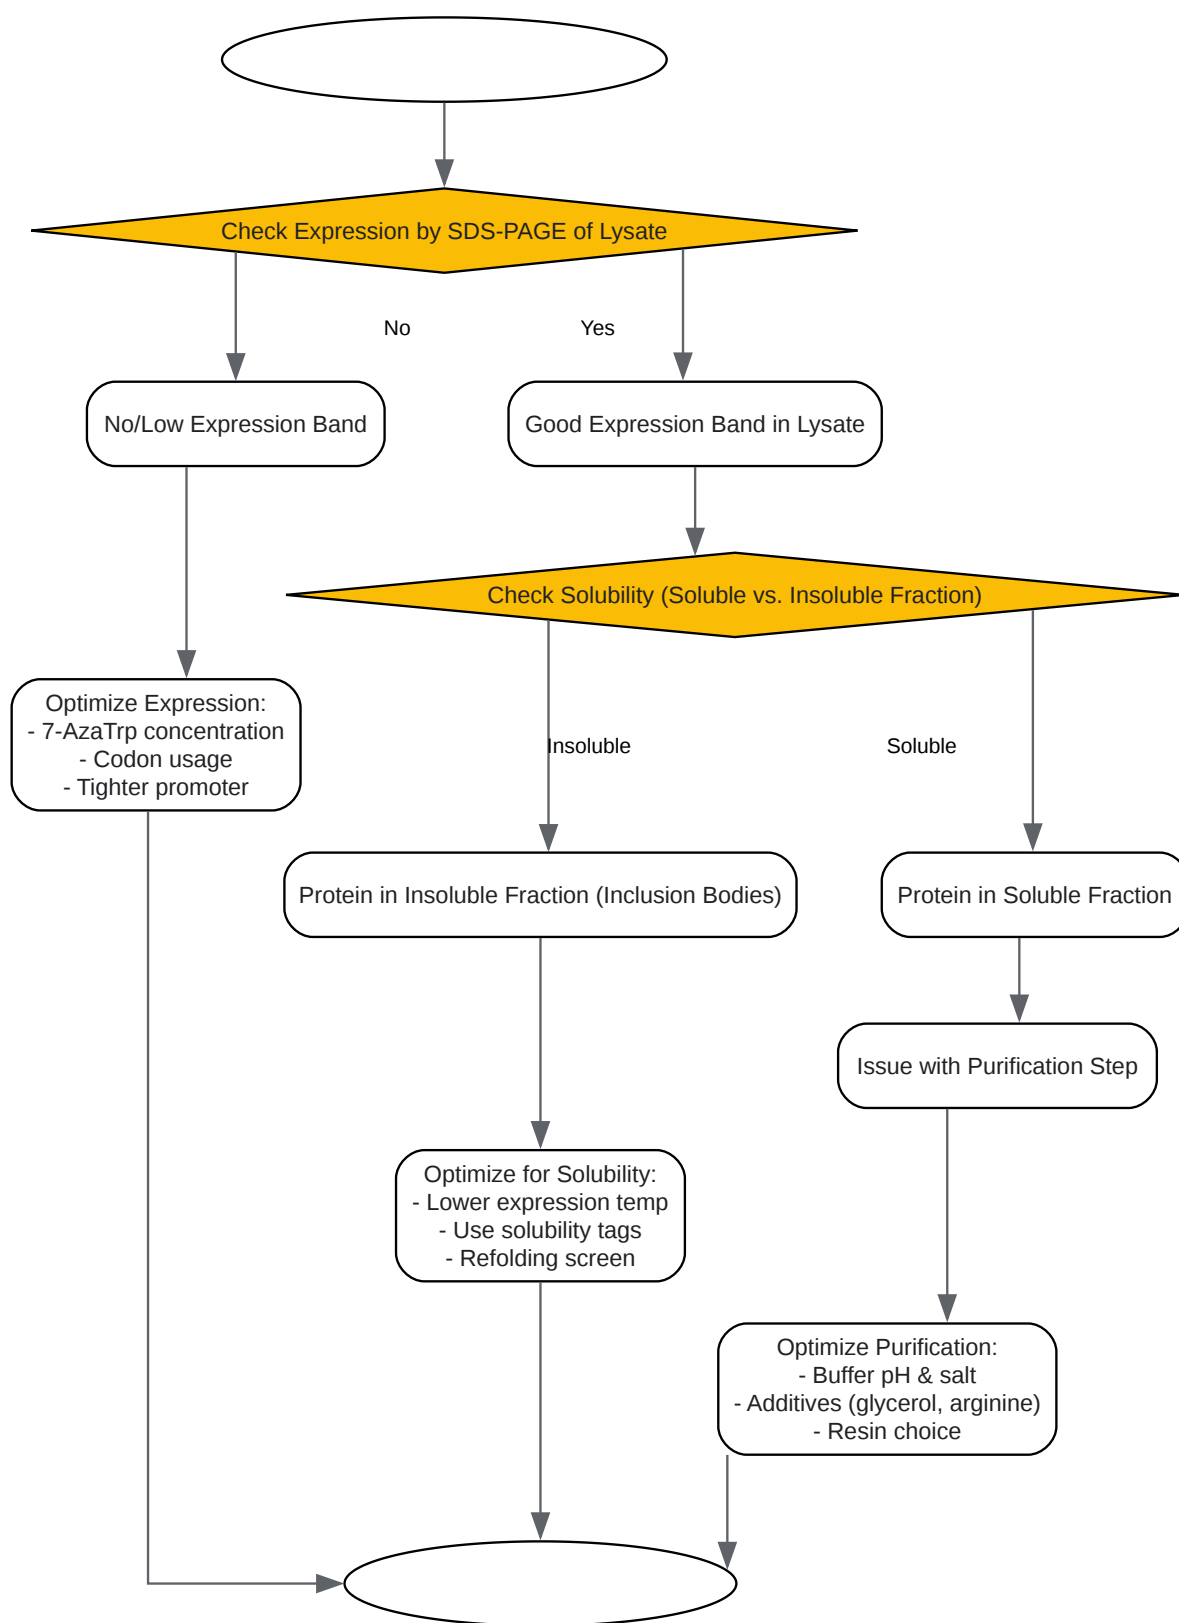 Check Expression by SDS-PAGE of Lysate
No
Yes
No/Low Expression Band
Good Expression Band in Lysate
Check Solubility (Soluble vs. Insoluble Fraction)
Optimize Expression:
- 7-AzaTrp concentration
- Codon usage
- Tighter promoter
Insoluble
Soluble
Protein in Insoluble Fraction (Inclusion Bodies)
Protein in Soluble Fraction
Issue with Purification Step
Optimize for Solubility:
- Lower expression temp
- Use solubility tags
- Refolding screen
Optimize Purification:
- Buffer pH & salt
- Additives (glycerol, arginine)
- Resin choice